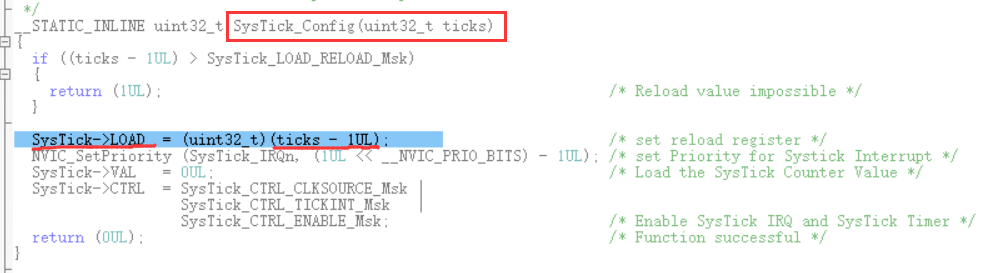 */
__STATIC_INLINE uint32_t SysTick_Config(uint32_t ticks)
{
if ((ticks - 1UL) > SysTick_LOAD_RELOAD_Msk)
{
return (1UL); /* Reload value impossible */
}
SysTick->LOAD = (uint32_t)(ticks - 1UL); /* set reload register */
NVIC_SetPriority (SysTick_IRQn, (1UL << __NVIC_PRIO_BITS) - 1UL); /* set Priority for Systick Interrupt */
SysTick->VAL = 0UL; /* Load the SysTick Counter Value */
SysTick->CTRL = SysTick_CTRL_CLKSOURCE_Msk |
SysTick_CTRL_TICKINT_Msk |
SysTick_CTRL_ENABLE_Msk; /* Enable SysTick IRQ and SysTick Timer */
return (0UL); /* Function successful */
}